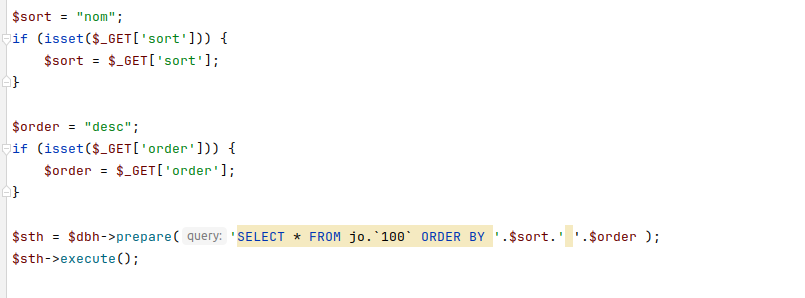 $sort = "nom";
if (isset($_GET['sort'])) {
    $sort = $_GET['sort'];
}

$order = "desc";
if (isset($_GET['order'])) {
    $order = $_GET['order'];
}

$sth = $dbh->prepare( query: 'SELECT * FROM jo.`100` ORDER BY '.$sort.' '.$order );
$sth->execute();